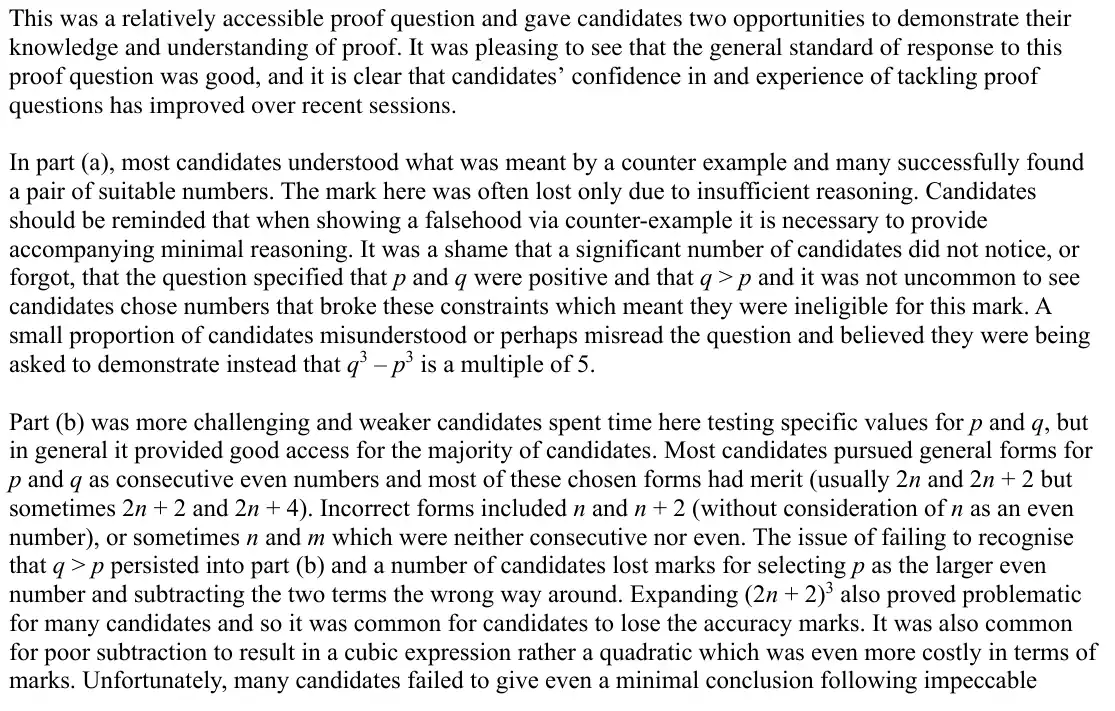 This was a relatively accessible proof question and gave candidates two opportunities to demonstrate their
knowledge and understanding of proof. It was pleasing to see that the general standard of response to this
proof question was good, and it is clear that candidates’ confidence in and experience of tackling proof
questions has improved over recent sessions.
In part (a), most candidates understood what was meant by a counter example and many successfully found
a pair of suitable numbers. The mark here was often lost only due to insufficient reasoning. Candidates
should be reminded that when showing a falsehood via counter-example it is necessary to provide
accompanying minimal reasoning. It was a shame that a significant number of candidates did not notice, or
forgot, that the question specified that p and q were positive and that q > p and it was not uncommon to see
candidates chose numbers that broke these constraints which meant they were ineligible for this mark. A
small proportion of candidates misunderstood or perhaps misread the question and believed they were being
asked to demonstrate instead that q³ – p³ is a multiple of 5.
Part (b) was more challenging and weaker candidates spent time here testing specific values for p and q, but
in general it provided good access for the majority of candidates. Most candidates pursued general forms for
p and q as consecutive even numbers and most of these chosen forms had merit (usually 2n and 2n + 2 but
sometimes 2n + 2 and 2n + 4). Incorrect forms included n and n + 2 (without consideration of n as an even
number), or sometimes n and m which were neither consecutive nor even. The issue of failing to recognise
that q > p persisted into part (b) and a number of candidates lost marks for selecting p as the larger even
number and subtracting the two terms the wrong way around. Expanding (2n + 2)³ also proved problematic
for many candidates and so it was common for candidates to lose the accuracy marks. It was also common
for poor subtraction to result in a cubic expression rather a quadratic which was even more costly in terms of
marks. Unfortunately, many candidates failed to give even a minimal conclusion following impeccable